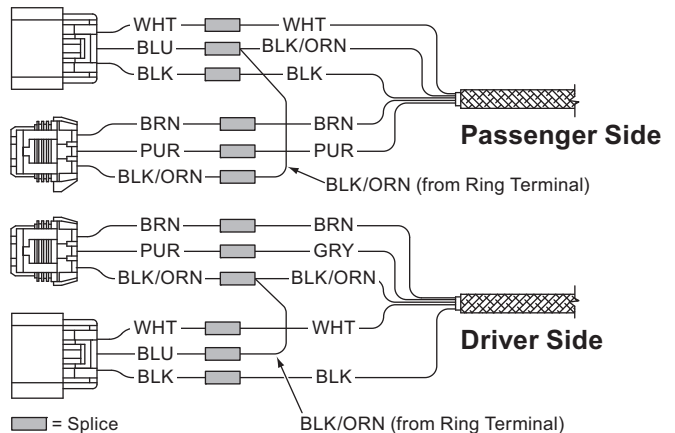 WHT WHT
BLU BLK/ORN
BLK BLK
BRN BRN
Passenger Side
PUR PUR
BLK/ORN
BLK/ORN (from Ring Terminal)
BRN BRN
PUR GRY
BLK/ORN BLK/ORN
WHT WHT
Driver Side
BLU
BLK BLK
= Splice
BLK/ORN (from Ring Terminal)